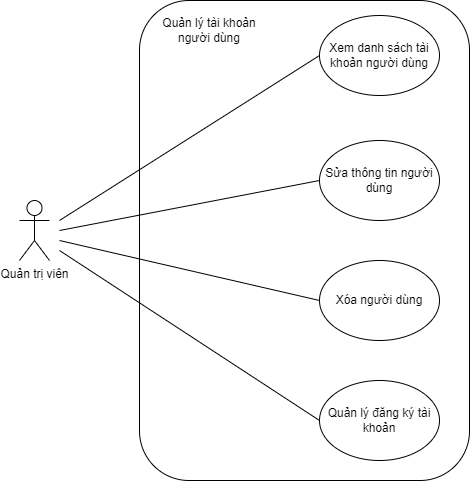 Quản lý tài khoản
người dùng
Xem danh sách tài
khoản người dùng
Sửa thông tin người
dùng
Quản trị viên
Xóa người dùng
Quản lý đăng ký tài
khoản